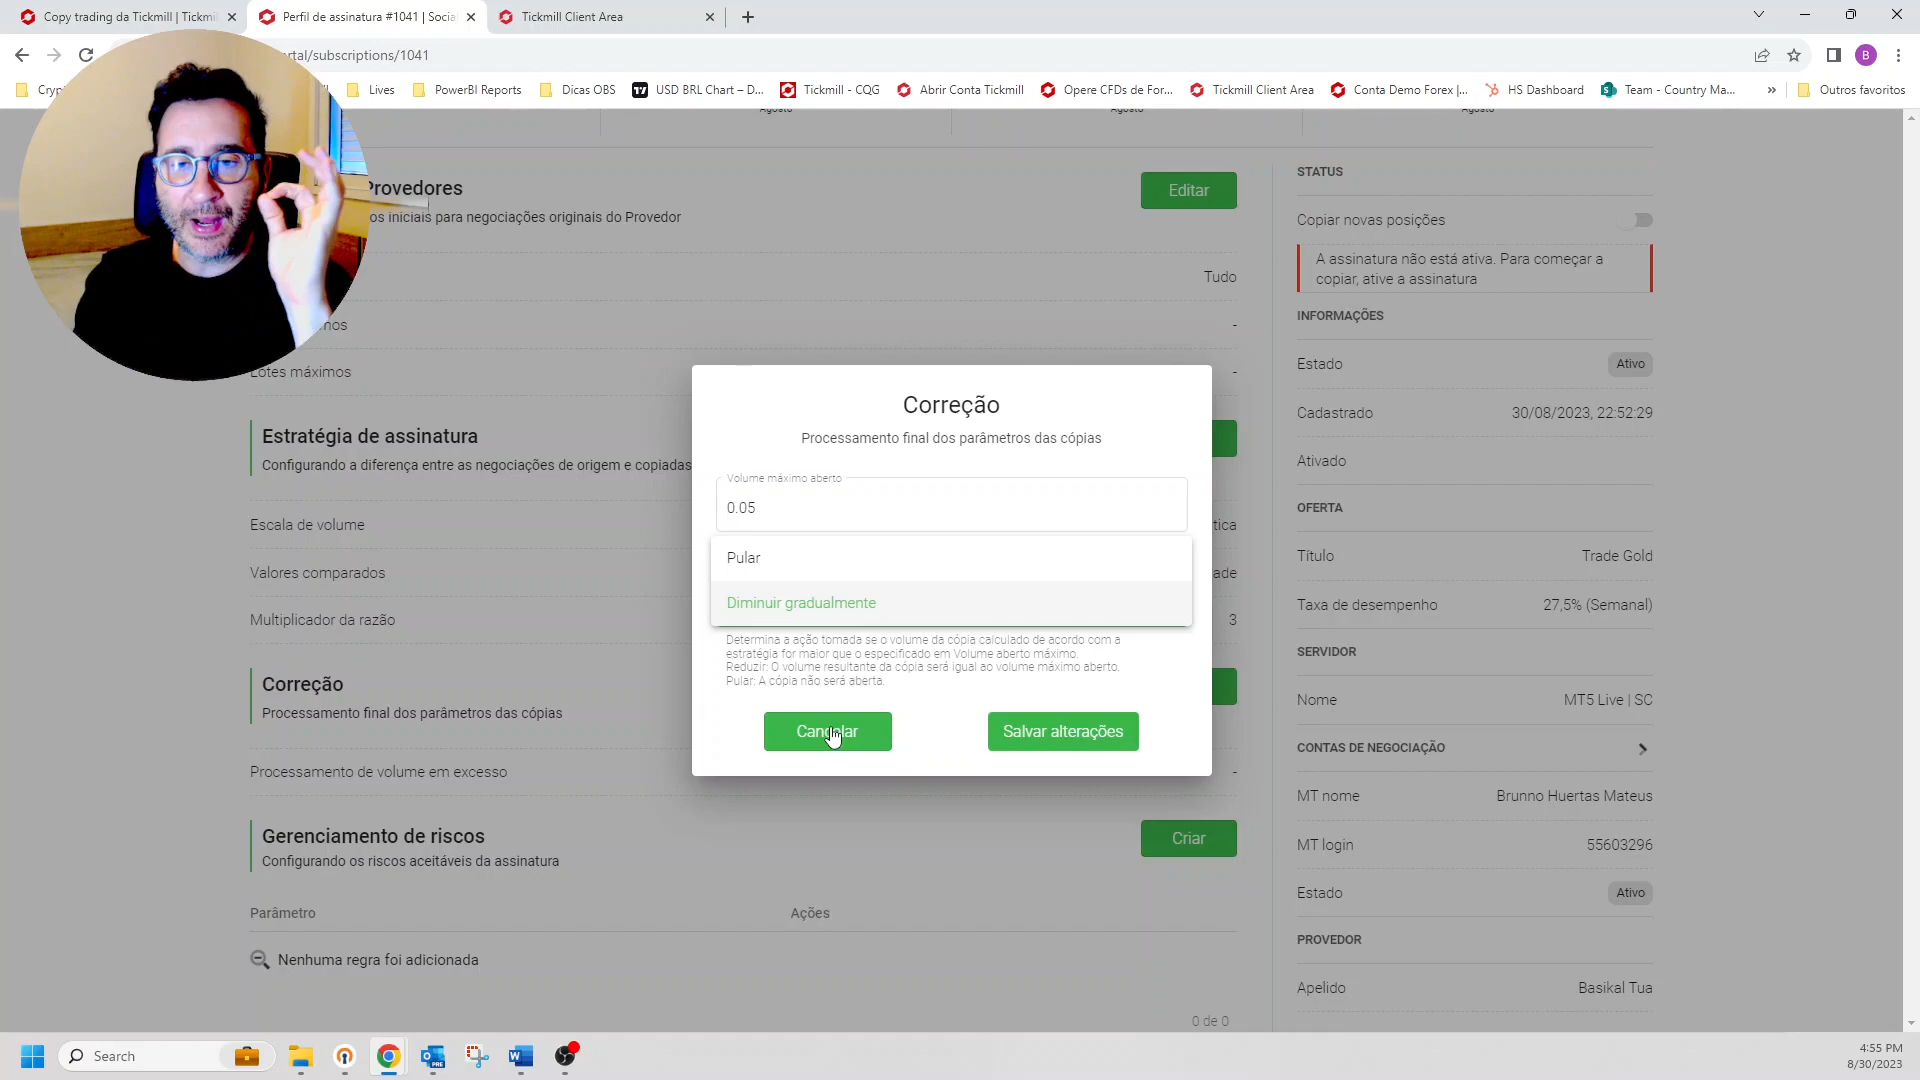 Copy trading da Tickmill | Tickmi
Perfil de assinatura #1041 | Socia
Tickmill Client Area
rtal/subscriptions/1041
B
Lives
PowerBI Reports
Dicas OBS
USD BRL Chart – D...
Tickmill - CQG
Abrir Conta Tickmill
Opere CFDs de For...
Tickmill Client Area
Conta Demo Forex |...
HS Dashboard
Team - Country Ma...
»
Outros favoritos
Agosto
Agosto
Agosto
Provedores
os iniciais para negociações originais do Provedor
Editar
Tudo
-
Lotes máximos
-
Estratégia de assinatura
Configurando a diferença entre as negociações de origem e copiadas
Escala de volume
tica
Valores comparados
ade
Multiplicador da razão
3
Correção
Processamento final dos parâmetros das cópias
Processamento de volume em excesso
-
Gerenciamento de riscos
Configurando os riscos aceitáveis da assinatura
Criar
Parâmetro
Ações
Nenhuma regra foi adicionada
0 de 0
Correção
Processamento final dos parâmetros das cópias
Volume máximo aberto
0.05
Pular
Diminuir gradualmente
Determina a ação tomada se o volume da cópia calculado de acordo com a
estratégia for maior que o especificado em Volume aberto máximo.
Reduzir: O volume resultante da cópia será igual ao volume máximo aberto.
Pular: A cópia não será aberta.
Cancelar
Salvar alterações
STATUS
Copiar novas posições
A assinatura não está ativa. Para começar a
copiar, ative a assinatura
INFORMAÇÕES
Estado
Ativo
Cadastrado
30/08/2023, 22:52:29
Ativado
OFERTA
Título
Trade Gold
Taxa de desempenho
27,5% (Semanal)
SERVIDOR
Nome
MT5 Live | SC
CONTAS DE NEGOCIAÇÃO
MT nome
Brunno Huertas Mateus
MT login
55603296
Estado
Ativo
PROVEDOR
Apelido
Basikal Tua
Search
4:55 PM
8/30/2023